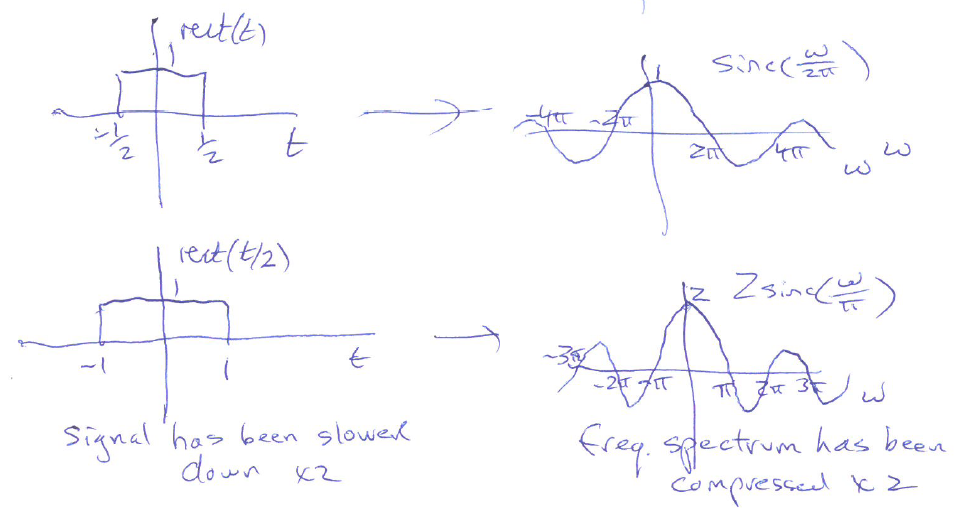 rect(t)
1
-1/2
1/2
t
1
sinc(ω/2π)
-4π
-2π
2π
4π
ω
ω
rect(t/2)
1
-1
1
t
2
2sinc(ω/π)
-3π
-2π
-π
π
2π
3π
ω
Signal has been slowed
down x2
freq. spectrum has been
compressed x 2